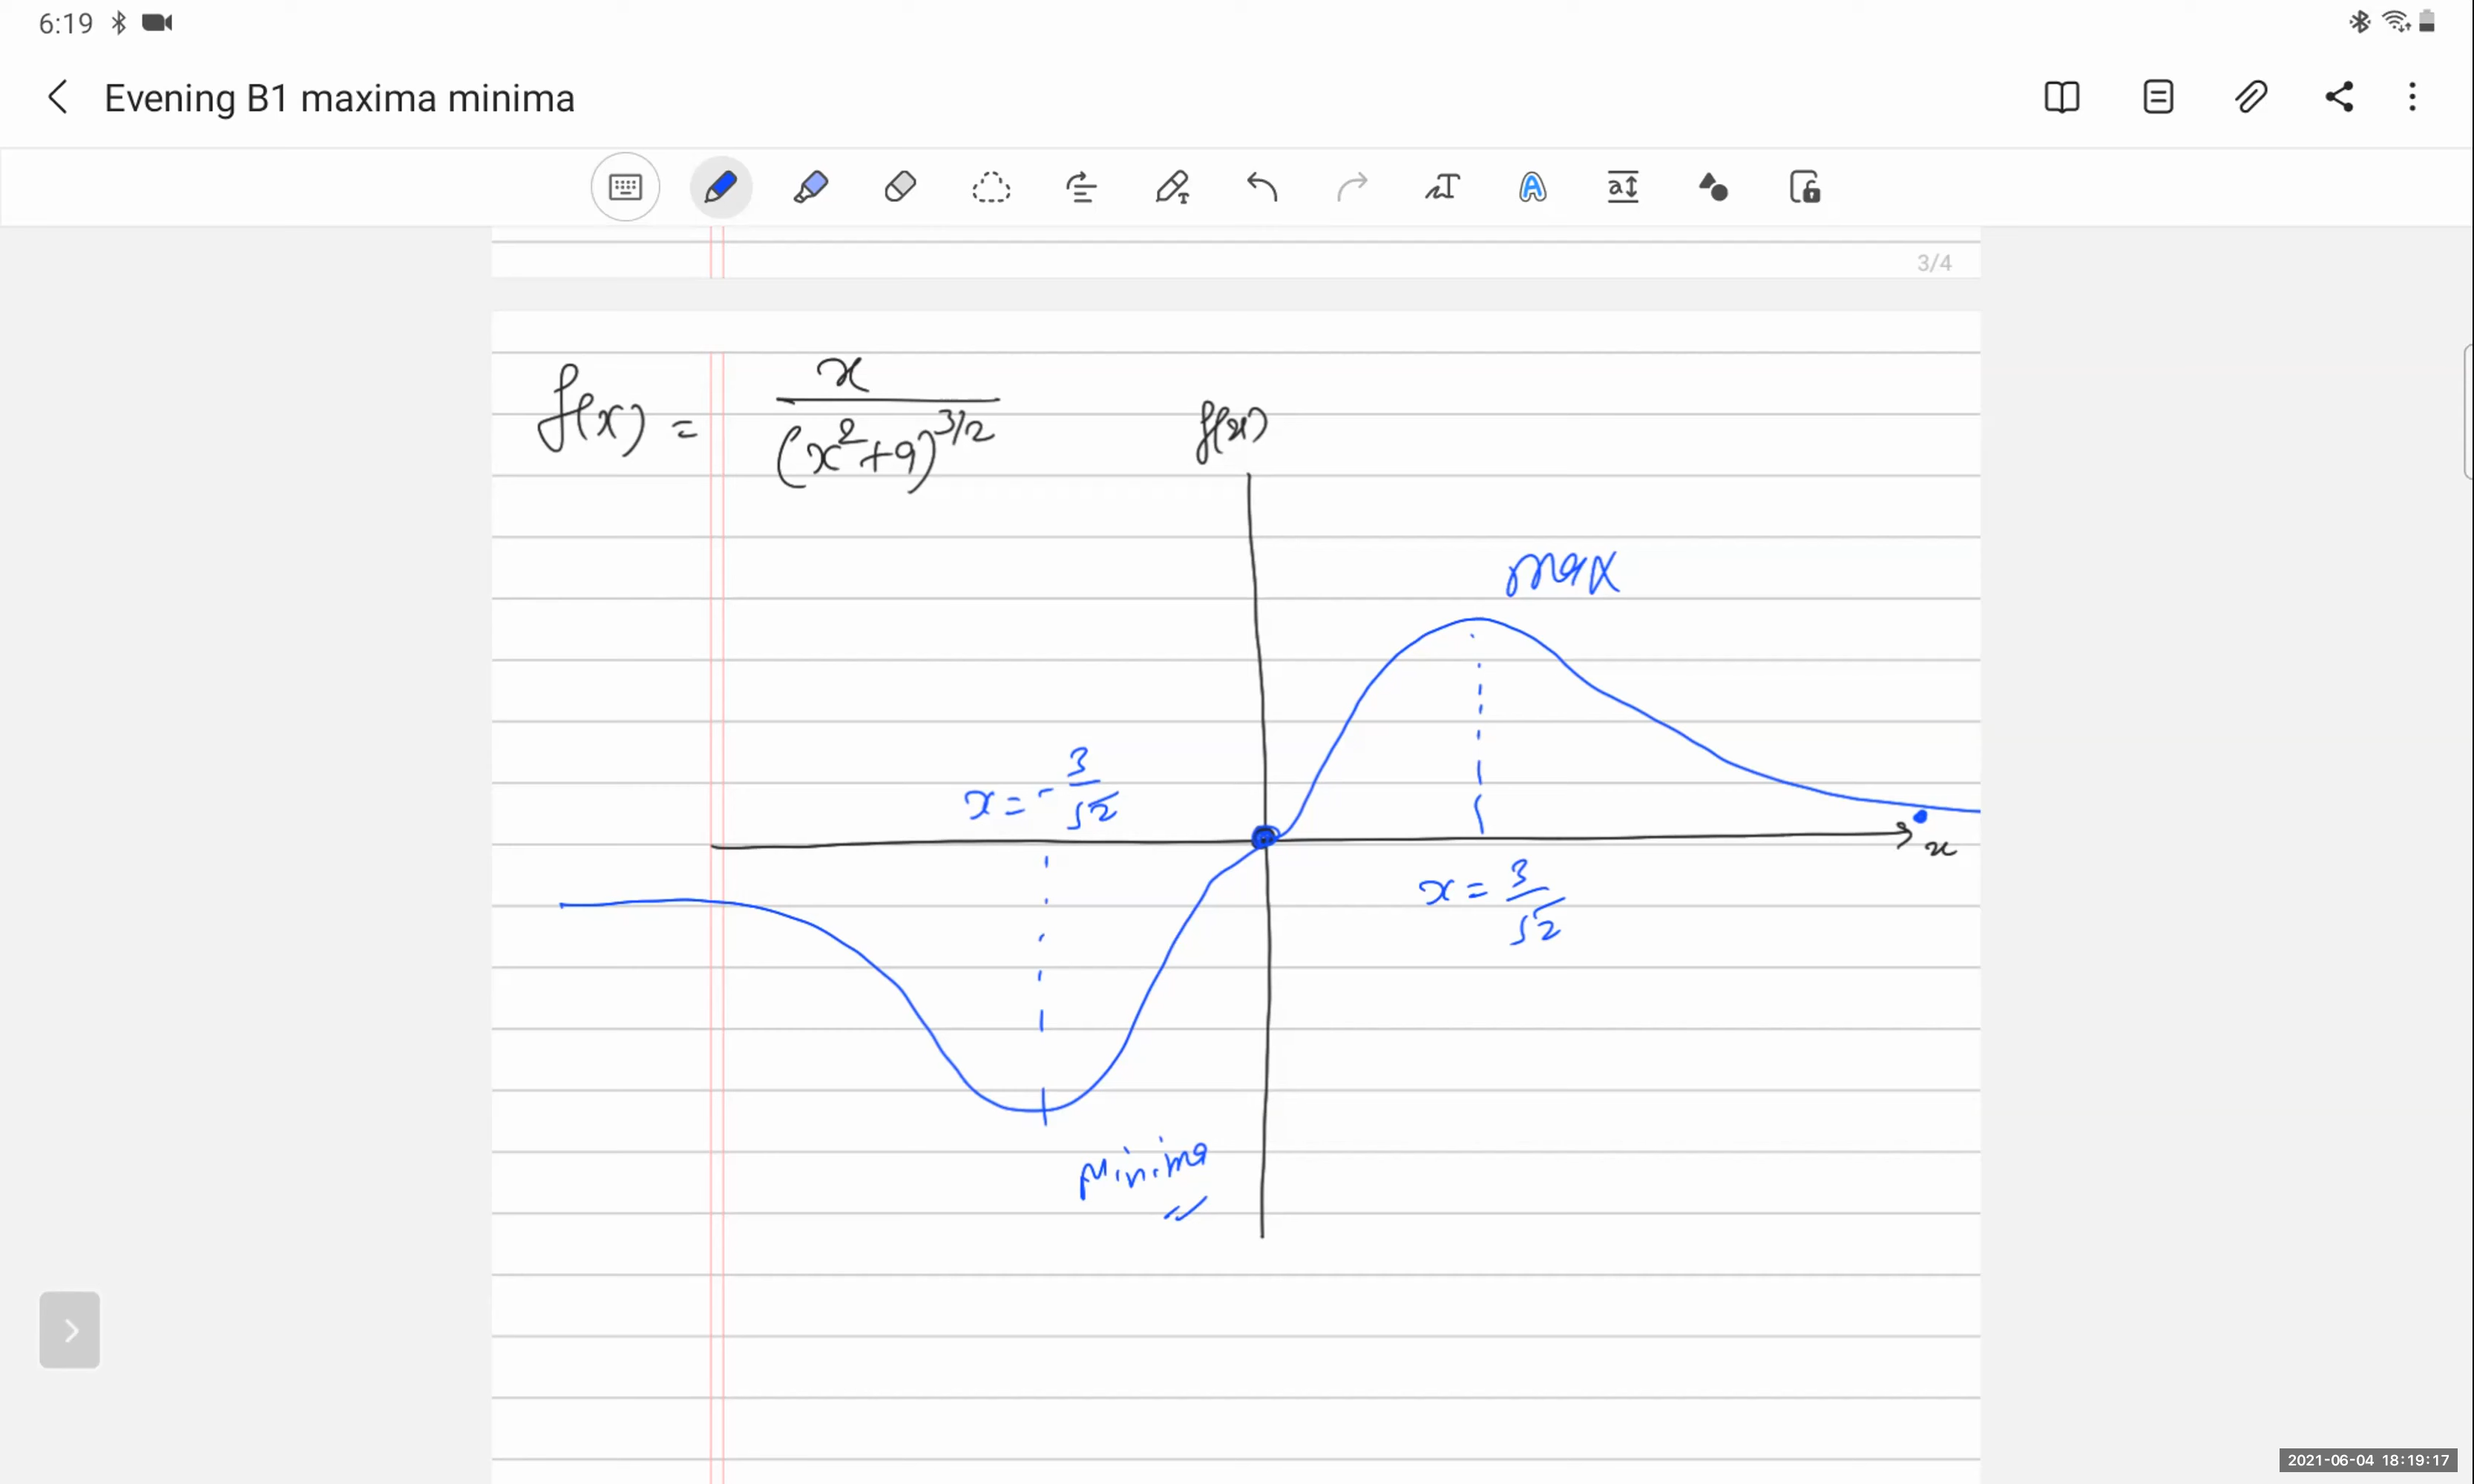 6:19
Evening B1 maxima minima
3/4
f(x) = x / (x²+9)^3/2
f(x)
max
x = -3/√2
x
x = 3/√2
Minima
2021-06-04 18:19:17